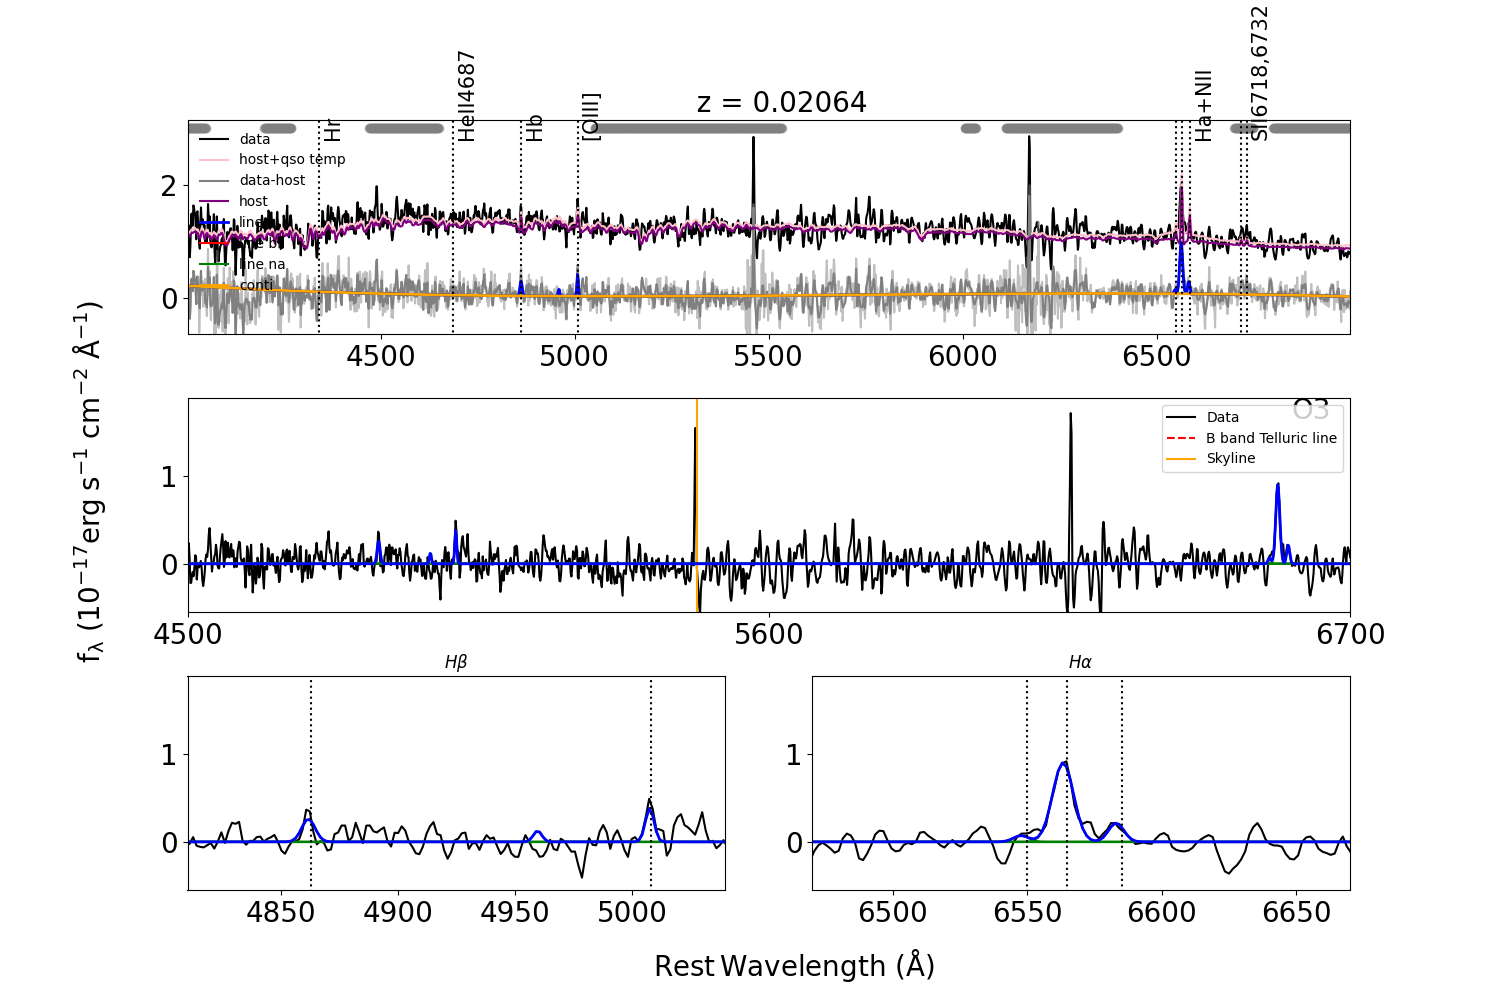 z = 0.02064
Hr
HeII4687
Hb
[OIII]
Ha+NII
SII6718,6732
data
host+qso temp
data-host
host
line
line na
conti
2
0
4500 5000 5500 6000 6500
O3
Data
B band Telluric line
Skyline
1
0
4500 5600 6700
fλ (10−17erg s−1 cm−2 Å−1)
Hβ
1
0
4850 4900 4950 5000
Hα
1
0
6500 6550 6600 6650
Rest Wavelength (Å)